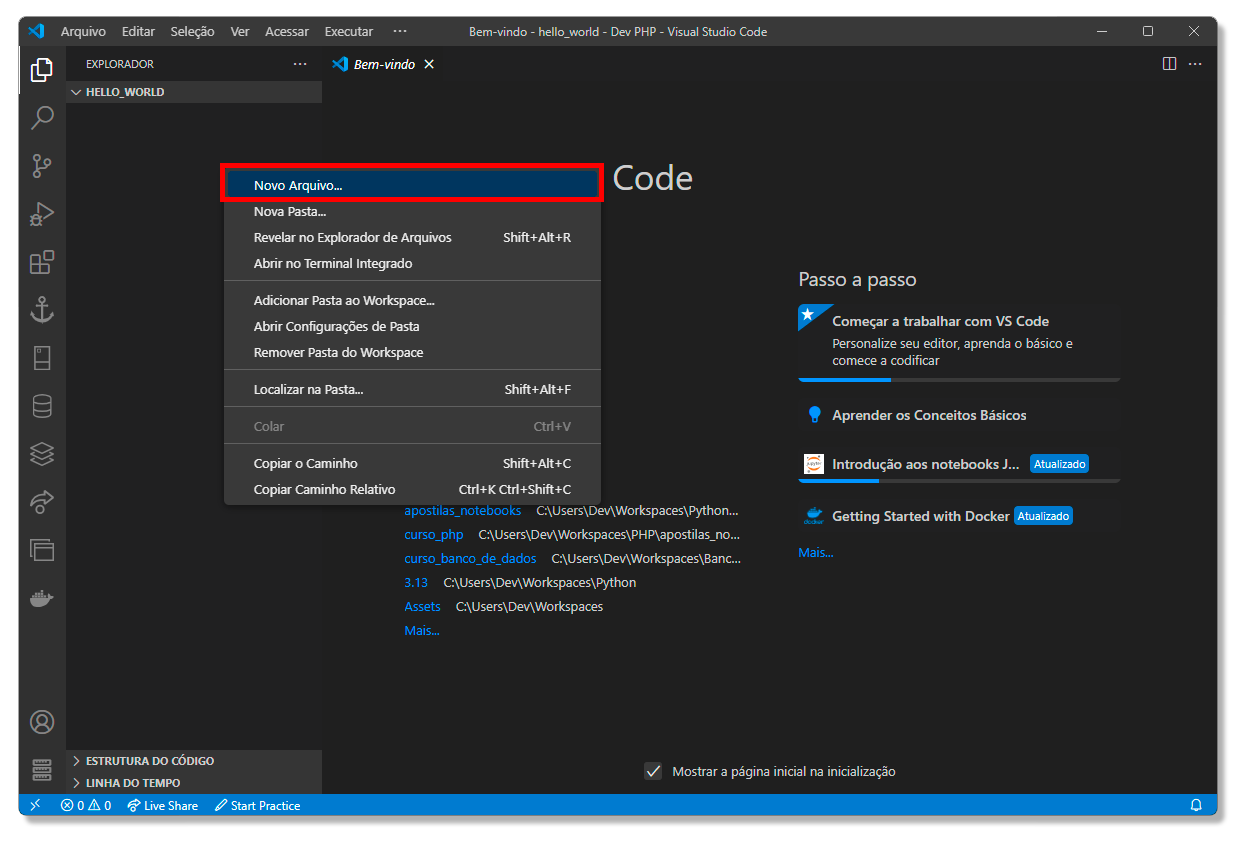 Arquivo Editar Seleção Ver Acessar Executar ··· Bem-vindo - hello_world - Dev PHP - Visual Studio Code
EXPLORADOR ···
Bem-vindo
HELLO_WORLD
Code
Novo Arquivo...
Nova Pasta...
Revelar no Explorador de Arquivos Shift+Alt+R
Abrir no Terminal Integrado
Adicionar Pasta ao Workspace...
Abrir Configurações de Pasta
Remover Pasta do Workspace
Localizar na Pasta... Shift+Alt+F
Colar Ctrl+V
Copiar o Caminho Shift+Alt+C
Copiar Caminho Relativo Ctrl+K Ctrl+Shift+C
apostilas_notebooks C:\Users\Dev\Workspaces\Python...
curso_php C:\Users\Dev\Workspaces\PHP\apostilas_no...
curso_banco_de_dados C:\Users\Dev\Workspaces\Banc...
3.13 C:\Users\Dev\Workspaces\Python
Assets C:\Users\Dev\Workspaces
Mais...
Passo a passo
Começar a trabalhar com VS Code
Personalize seu editor, aprenda o básico e
comece a codificar
Aprender os Conceitos Básicos
jupyter
Introdução aos notebooks J... Atualizado
docker
Getting Started with Docker Atualizado
Mais...
Mostrar a página inicial na inicialização
ESTRUTURA DO CÓDIGO
LINHA DO TEMPO
0 0 Live Share Start Practice